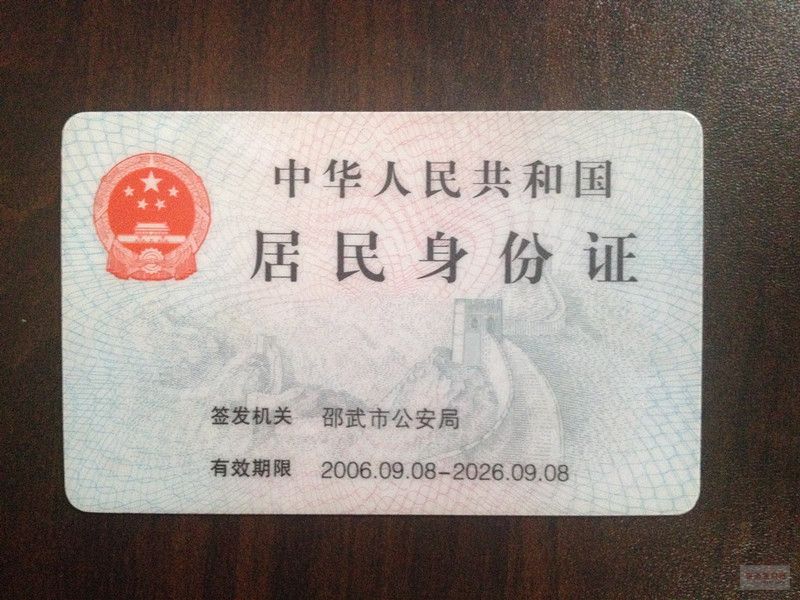 中华人民共和国
居民身份证
签发机关 邵武市公安局
有效期限 2006.09.08-2026.09.08